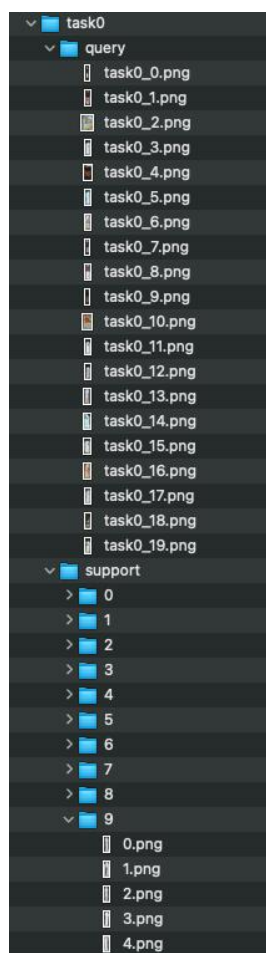 task0
query
task0_0.png
task0_1.png
task0_2.png
task0_3.png
task0_4.png
task0_5.png
task0_6.png
task0_7.png
task0_8.png
task0_9.png
task0_10.png
task0_11.png
task0_12.png
task0_13.png
task0_14.png
task0_15.png
task0_16.png
task0_17.png
task0_18.png
task0_19.png
support
0
1
2
3
4
5
6
7
8
9
0.png
1.png
2.png
3.png
4.png